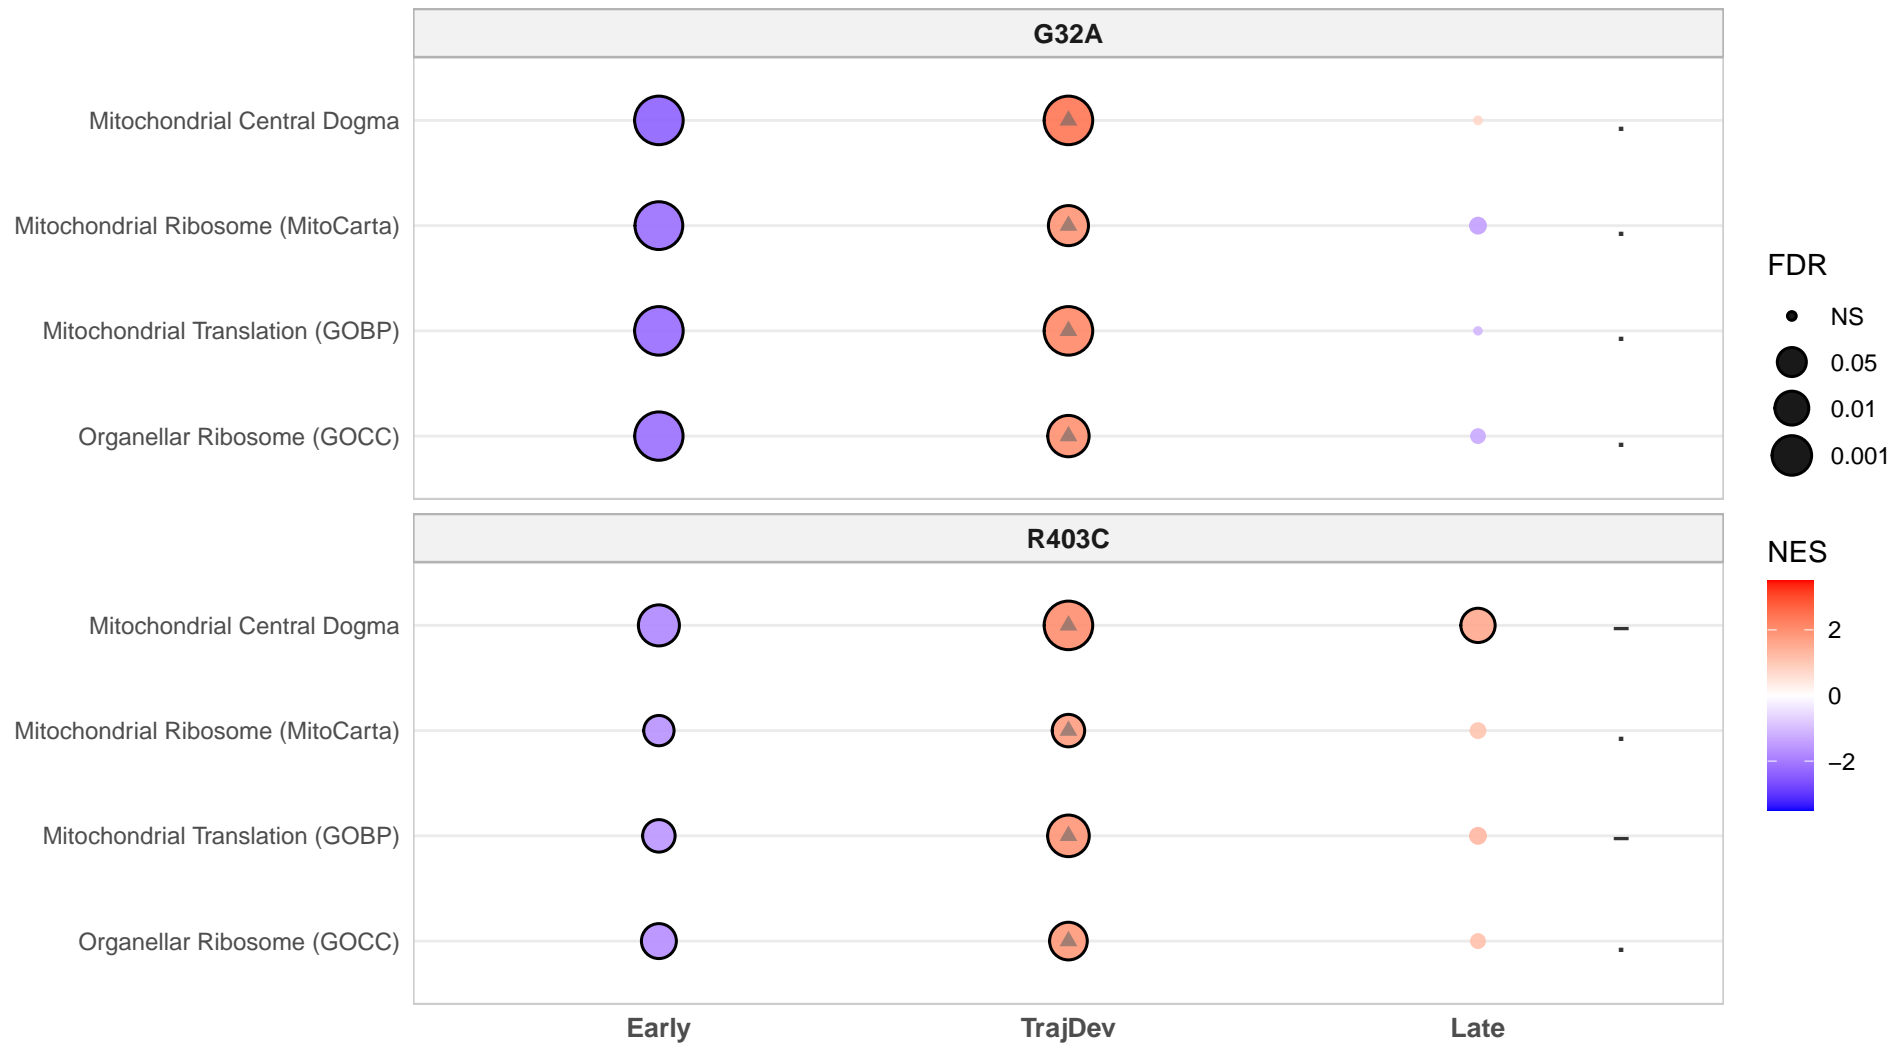 G32A
Mitochondrial Central Dogma
.
Mitochondrial Ribosome (MitoCarta)
.
Mitochondrial Translation (GOBP)
.
Organellar Ribosome (GOCC)
.
R403C
Mitochondrial Central Dogma
–
Mitochondrial Ribosome (MitoCarta)
.
Mitochondrial Translation (GOBP)
–
Organellar Ribosome (GOCC)
.
Early
TrajDev
Late
FDR
NS
0.05
0.01
0.001
NES
2
0
−2